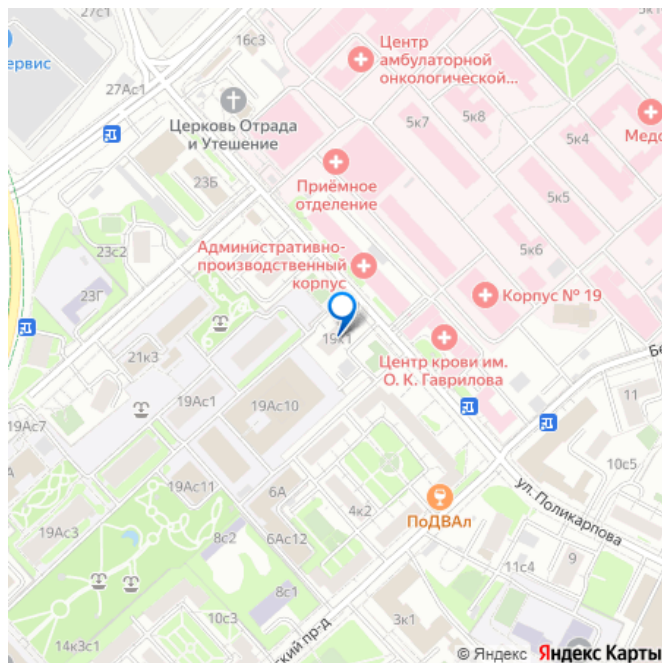 27с1
5к10
16с3
Центр
амбулаторной
онкологической...
ервис
27Ас1
5к7
5к8
5к4
Медс
Церковь Отрада
и Утешение
Приёмное
отделение
23Б
5к5
23с2
Административно-
производственный
корпус
5к6
23Г
Корпус № 19
19к1
21к3
Центр крови им.
О. К. Гаврилова
Бе
11
19Ас1
19Ас10
19Ас7
А
10с5
19Ас11
6А
4к2
ПоДВАл
ул. Поликарпова
19Ас3
8с2
6Ас12
11с4
9
8с1
10с3
3к1
14к3с1
ский пр-д
© Яндекс Яндекс Карты